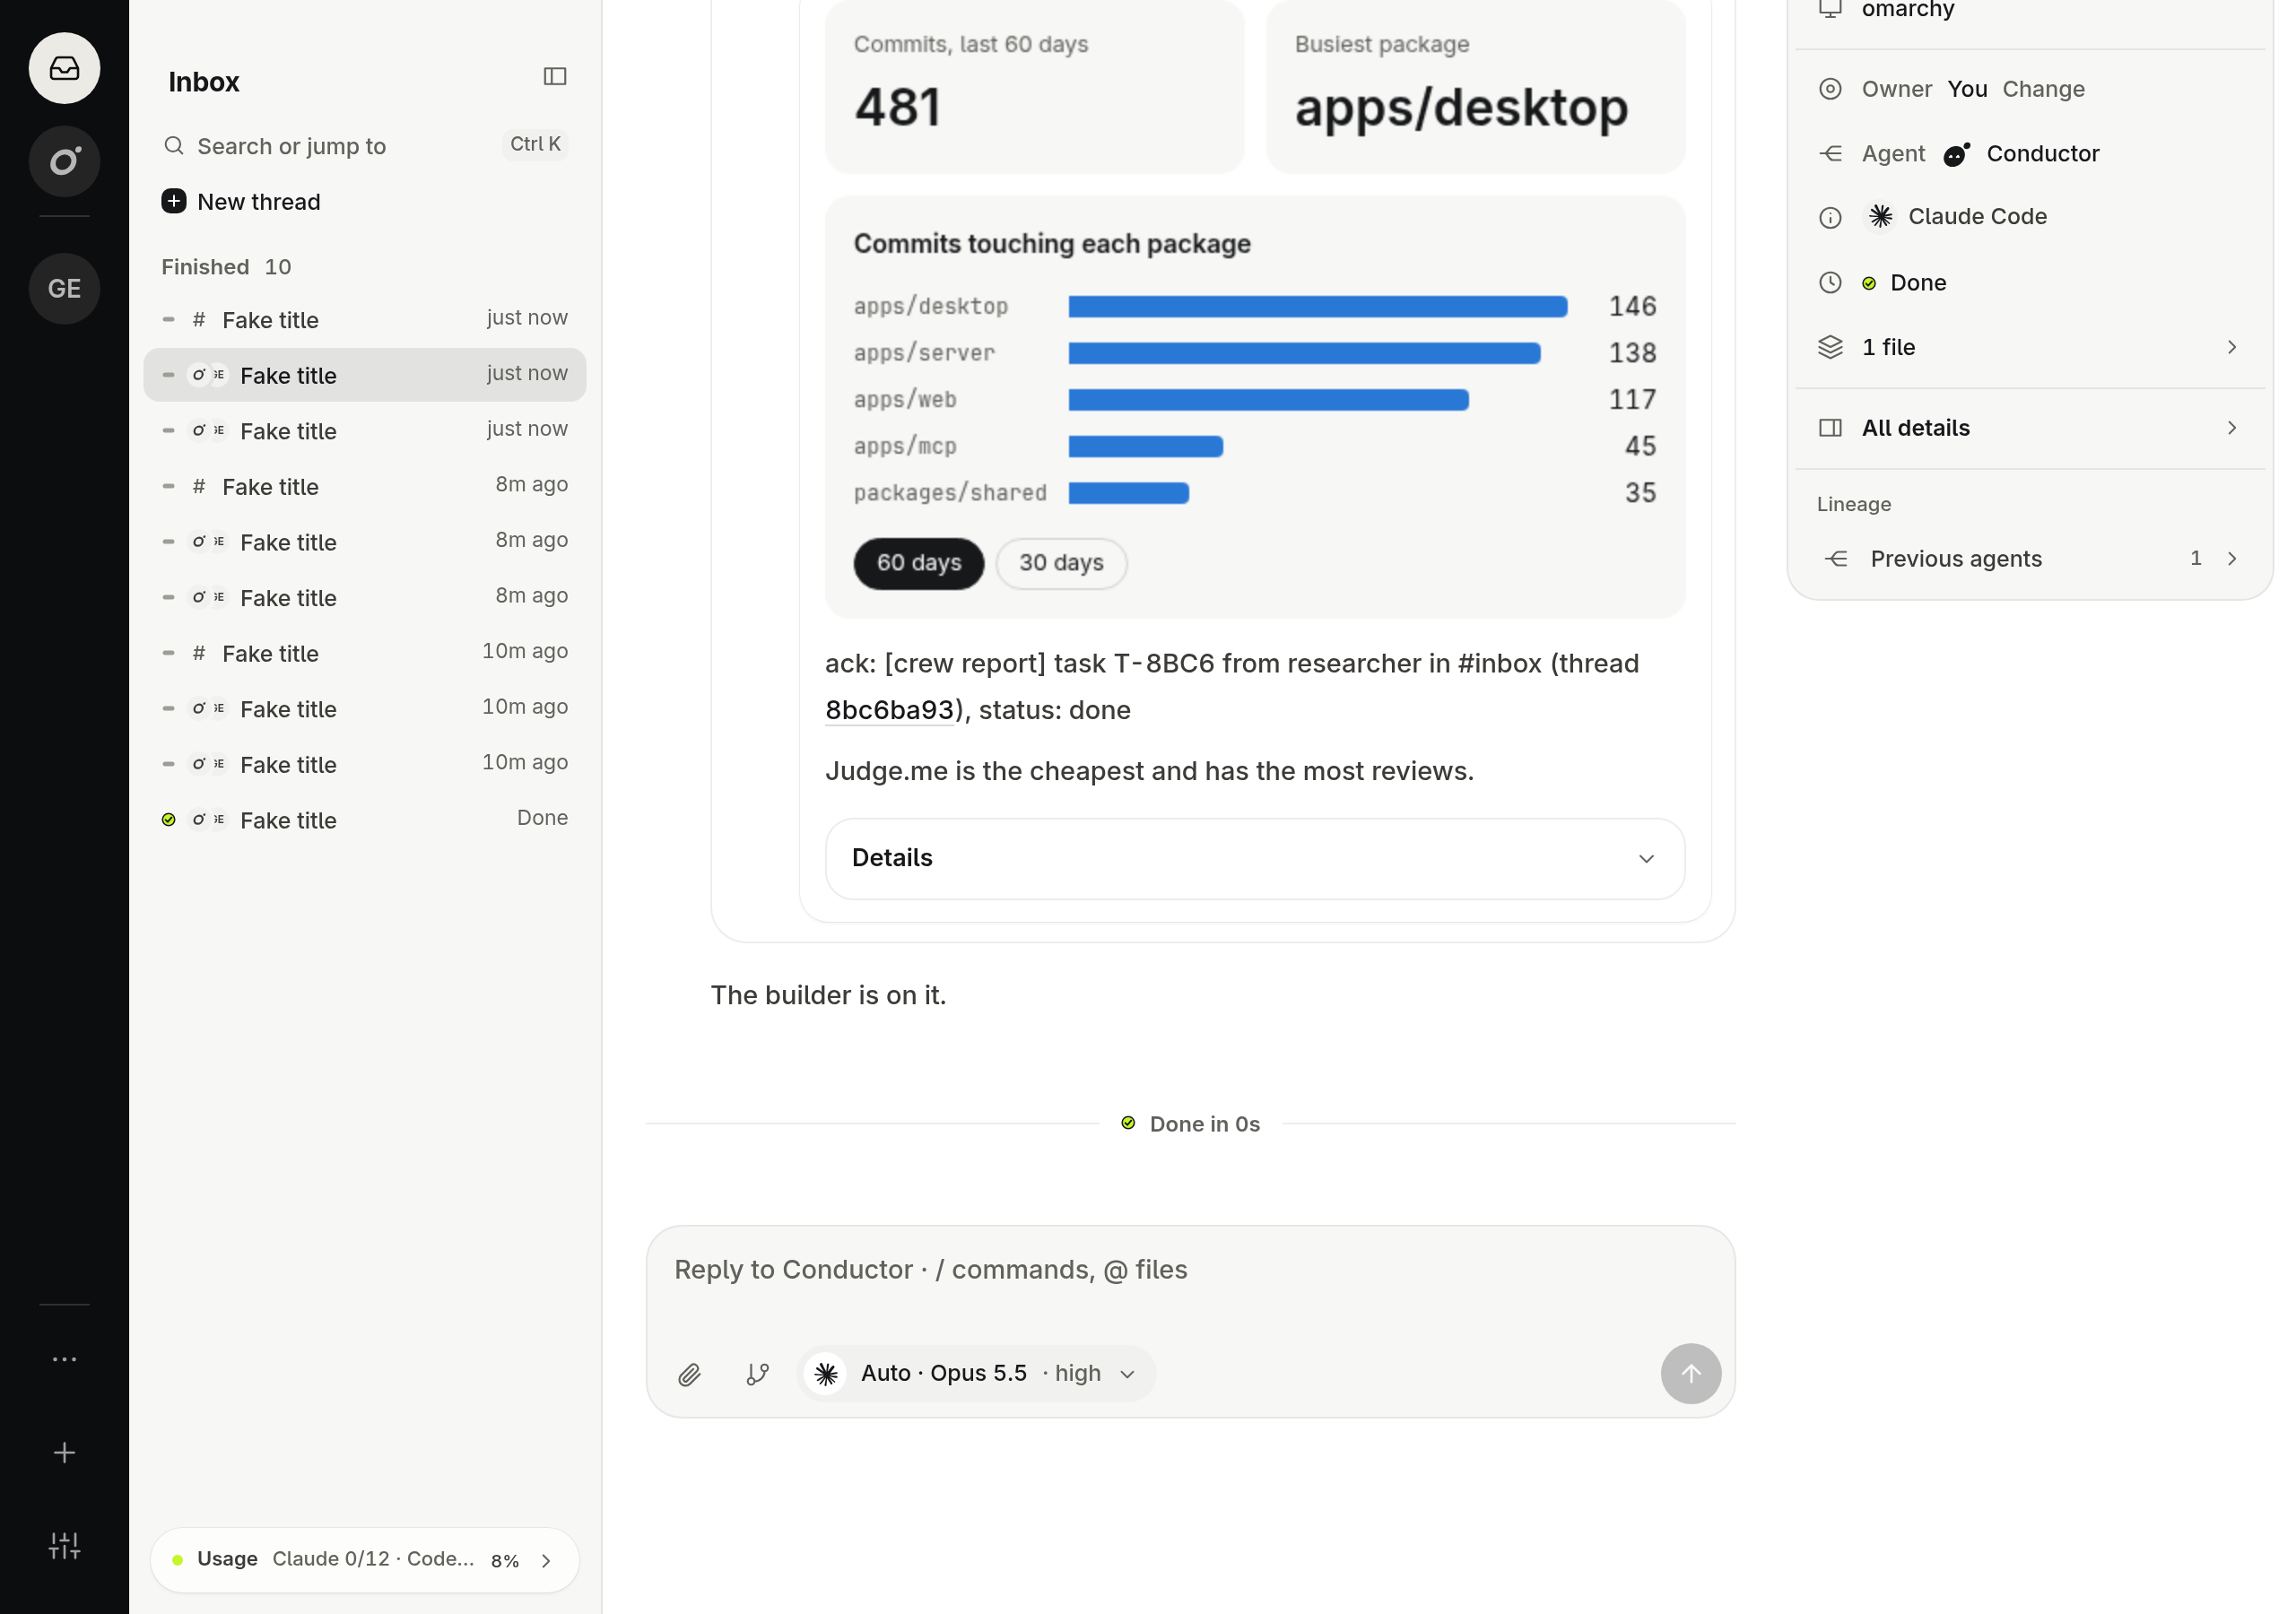 GE
Inbox
Search or jump to
Ctrl K
New thread
Finished 10
# Fake title just now
GE Fake title just now
GE Fake title just now
# Fake title 8m ago
GE Fake title 8m ago
GE Fake title 8m ago
# Fake title 10m ago
GE Fake title 10m ago
GE Fake title 10m ago
GE Fake title Done
Usage Claude 0/12 · Code... 8%
Commits, last 60 days
481
Busiest package
apps/desktop
Commits touching each package
apps/desktop 146
apps/server 138
apps/web 117
apps/mcp 45
packages/shared 35
60 days 30 days
ack: [crew report] task T-8BC6 from researcher in #inbox (thread
8bc6ba93), status: done
Judge.me is the cheapest and has the most reviews.
Details
The builder is on it.
Done in 0s
Reply to Conductor · / commands, @ files
Auto · Opus 5.5 · high
omarchy
Owner You Change
Agent Conductor
Claude Code
Done
1 file
All details
Lineage
Previous agents 1